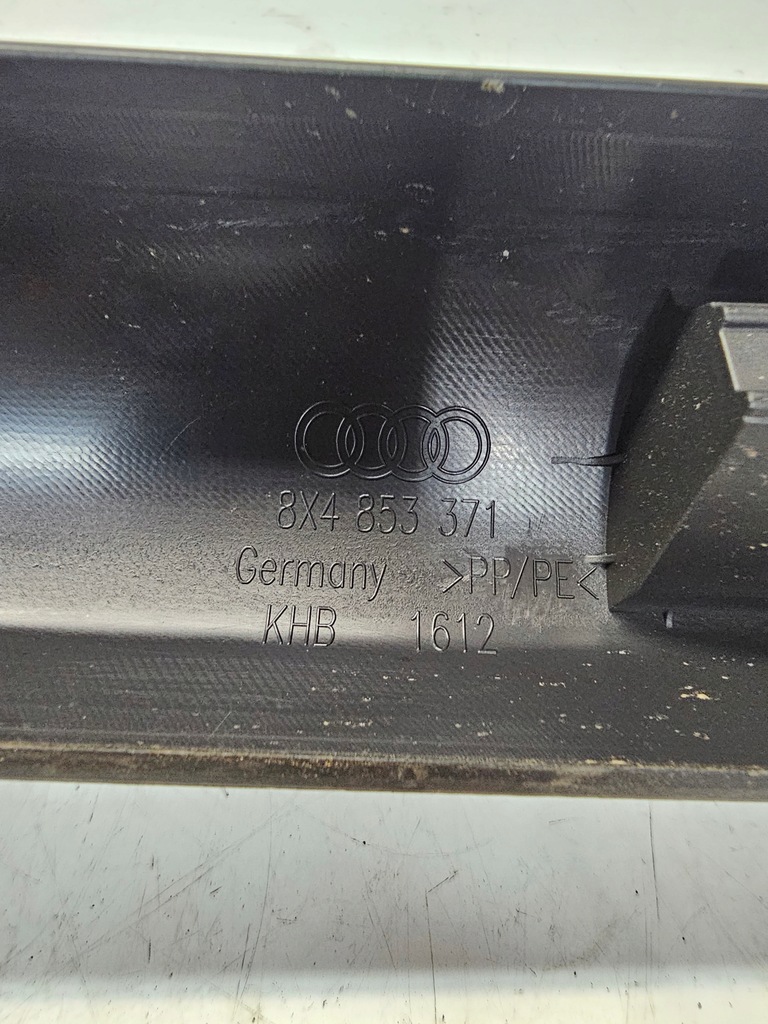 8X4 853 371
Germany >PP/PE<
KHB 1612